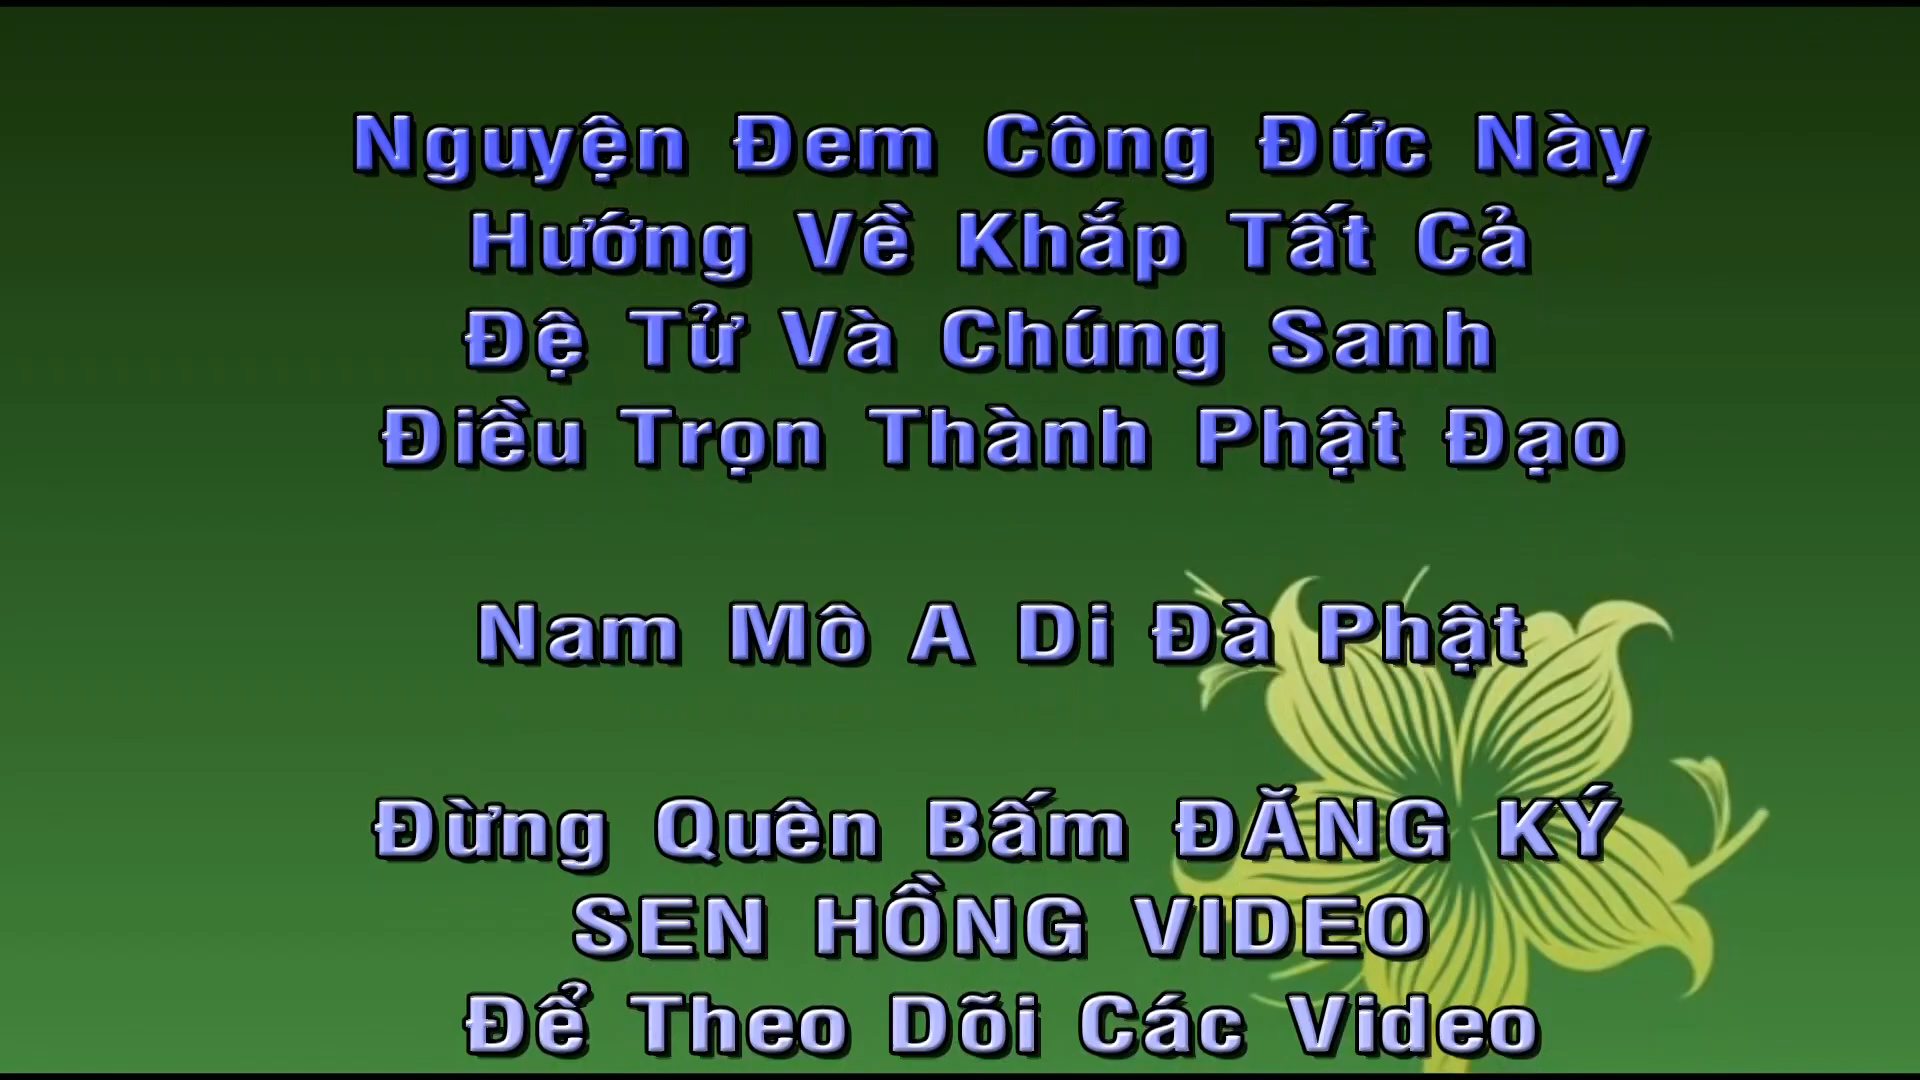 Nguyện Đem Công Đức Này
Hướng Về Khắp Tất Cả
Đệ Tử Và Chúng Sanh
Điều Trọn Thành Phật Đạo
Nam Mô A Di Đà Phật
Đừng Quên Bấm ĐĂNG KÝ
SEN HỒNG VIDEO
Để Theo Dõi Các Video